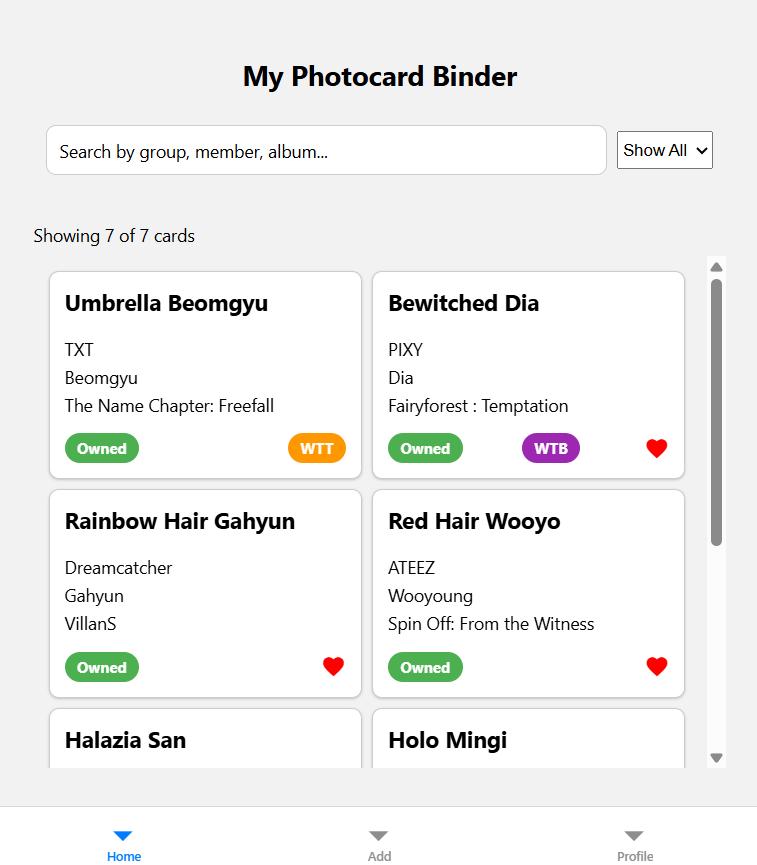 My Photocard Binder
Search by group, member, album...
Show All
Showing 7 of 7 cards
Umbrella Beomgyu
TXT
Beomgyu
The Name Chapter: Freefall
Owned
WTT
Bewitched Dia
PIXY
Dia
Fairyforest : Temptation
Owned
WTB
Rainbow Hair Gahyun
Dreamcatcher
Gahyun
VillanS
Owned
Red Hair Wooyo
ATEEZ
Wooyoung
Spin Off: From the Witness
Owned
Halazia San
Holo Mingi
Home
Add
Profile